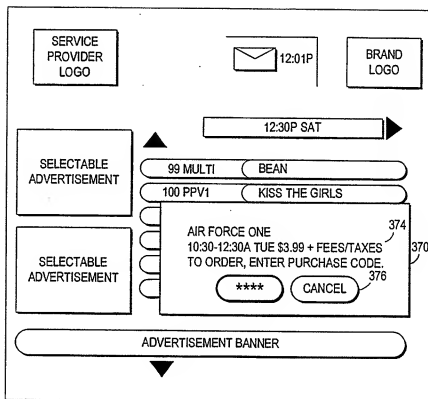 SERVICE
PROVIDER
LOGO
12:01P
BRAND
LOGO
12:30P SAT
SELECTABLE
ADVERTISEMENT
99 MULTI BEAN
100 PPV1 KISS THE GIRLS
AIR FORCE ONE
10:30-12:30A TUE $3.99 + FEES/TAXES
TO ORDER, ENTER PURCHASE CODE.
374
370
**** CANCEL
376
SELECTABLE
ADVERTISEMENT
ADVERTISEMENT BANNER